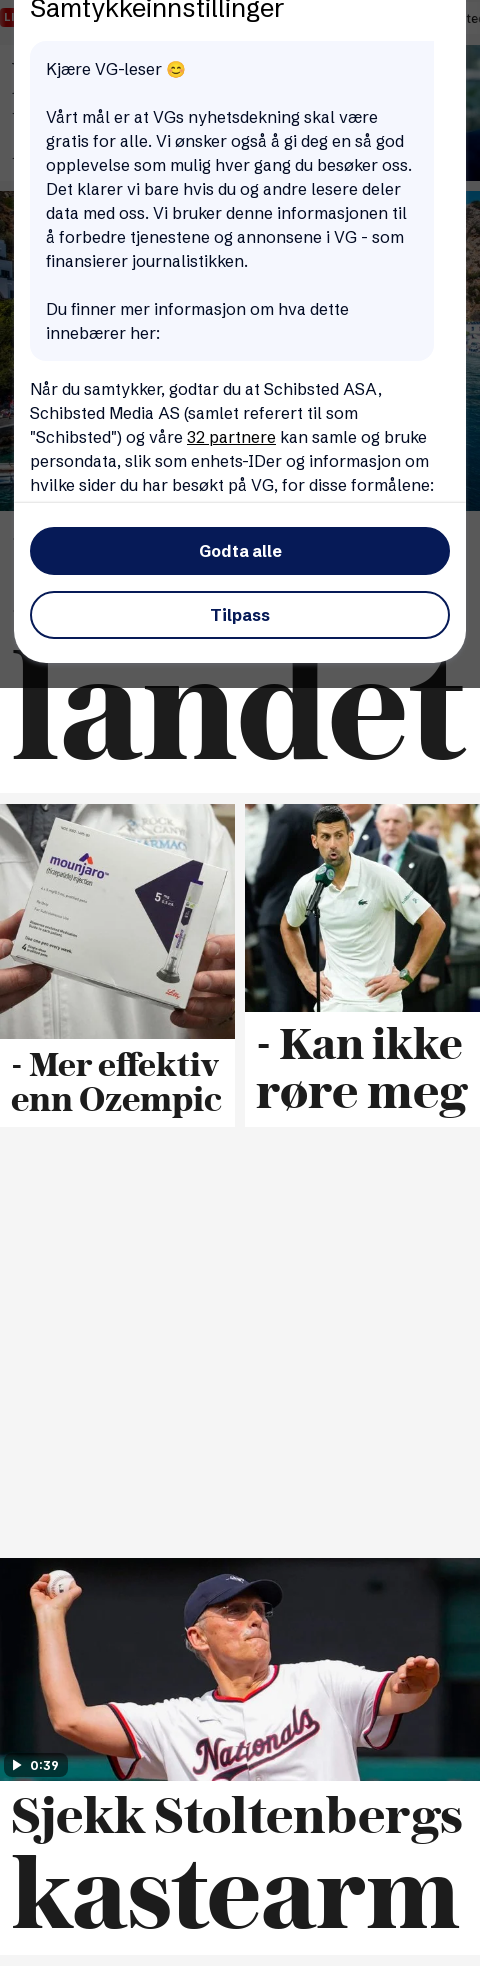 Samtykkeinnstillinger
Kjære VG-leser 😊
Vårt mål er at VGs nyhetsdekning skal være
gratis for alle. Vi ønsker også å gi deg en så god
opplevelse som mulig hver gang du besøker oss.
Det klarer vi bare hvis du og andre lesere deler
data med oss. Vi bruker denne informasjonen til
å forbedre tjenestene og annonsene i VG - som
finansierer journalistikken.
Du finner mer informasjon om hva dette
innebærer her:
Når du samtykker, godtar du at Schibsted ASA,
Schibsted Media AS (samlet referert til som
"Schibsted") og våre 32 partnere kan samle og bruke
persondata, slik som enhets-IDer og informasjon om
hvilke sider du har besøkt på VG, for disse formålene:
Godta alle
Tilpass
landet
mounjaro
(tirzepatide) injection
5 mg
- Mer effektiv
enn Ozempic
- Kan ikke
røre meg
Nationals
0:39
Sjekk Stoltenbergs
kastearm